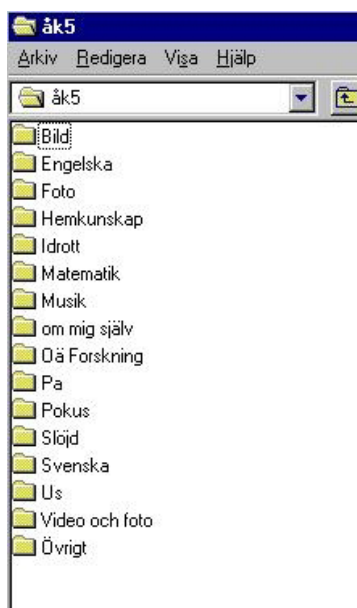 åk5
Arkiv Redigera Visa Hjälp
åk5
Bild
Engelska
Foto
Hemkunskap
Idrott
Matematik
Musik
om mig själv
Oä Forskning
Pa
Pokus
Slöjd
Svenska
Us
Video och foto
Övrigt